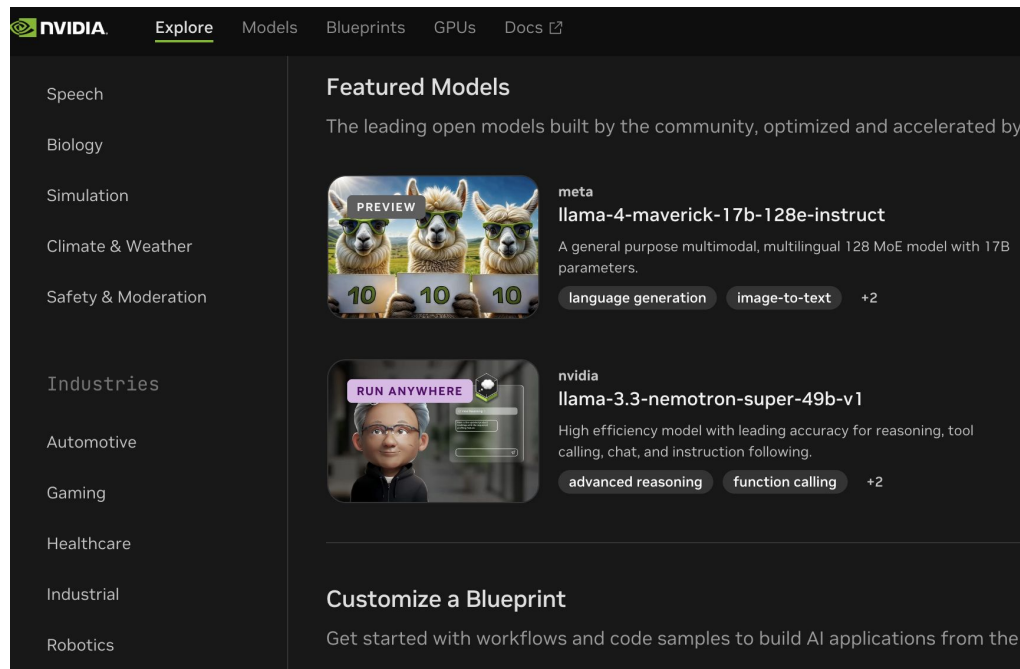 NVIDIA. Explore Models Blueprints GPUs Docs
Speech
Biology
Simulation
Climate & Weather
Safety & Moderation
Industries
Automotive
Gaming
Healthcare
Industrial
Robotics
Featured Models
The leading open models built by the community, optimized and accelerated by
PREVIEW
10 10 10
meta
llama-4-maverick-17b-128e-instruct
A general purpose multimodal, multilingual 128 MoE model with 17B
parameters.
language generation image-to-text +2
RUN ANYWHERE
nvidia
llama-3.3-nemotron-super-49b-v1
High efficiency model with leading accuracy for reasoning, tool
calling, chat, and instruction following.
advanced reasoning function calling +2
Customize a Blueprint
Get started with workflows and code samples to build AI applications from the